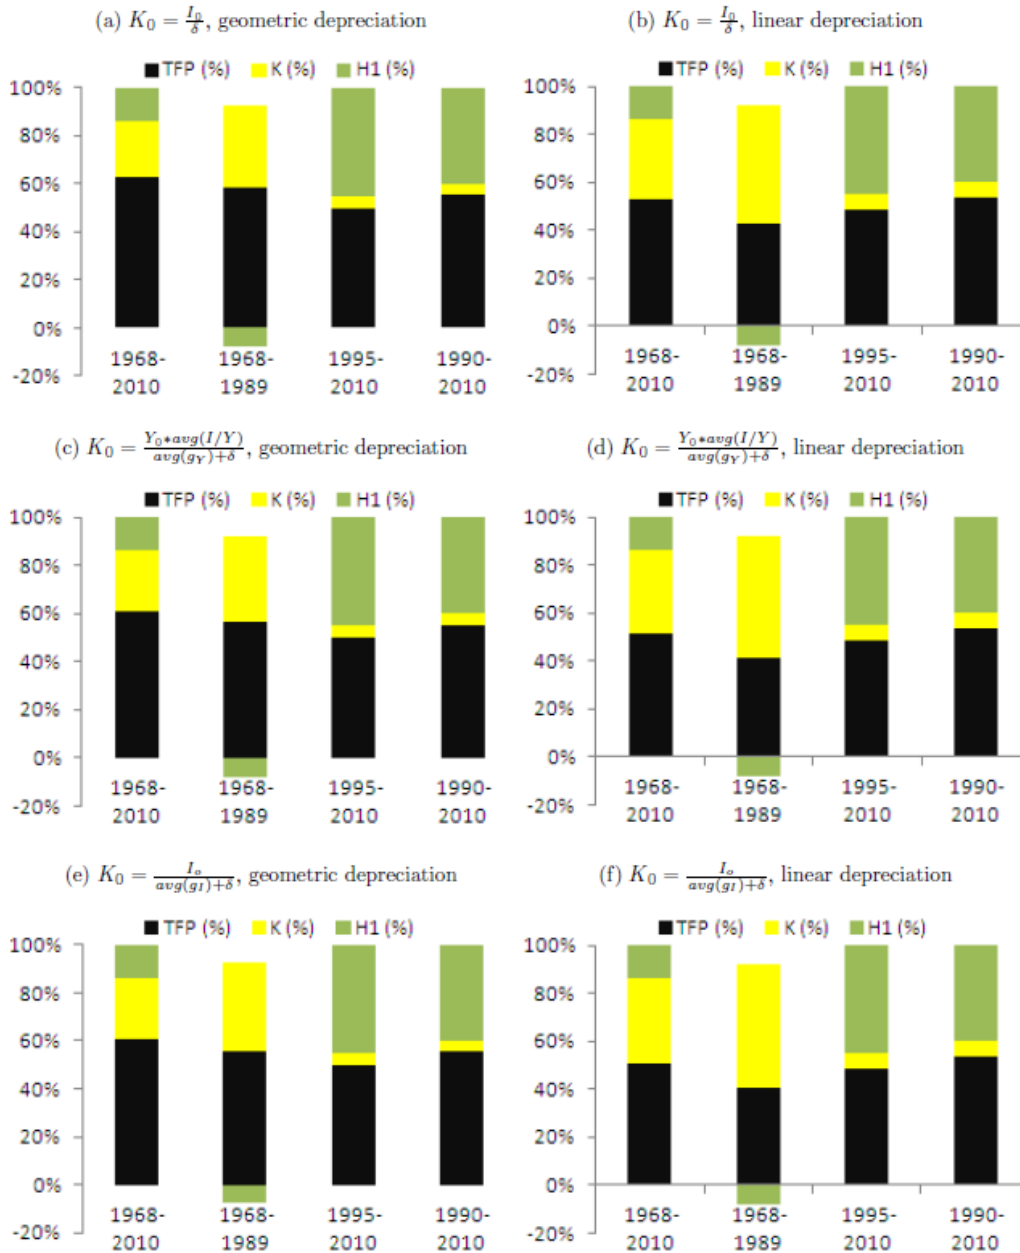 (a) K₀ = I₀/δ, geometric depreciation
TFP (%) K (%) H1 (%)
100%
80%
60%
40%
20%
0%
-20%
1968-2010 1968-1989 1995-2010 1990-2010
(b) K₀ = I₀/δ, linear depreciation
TFP (%) K (%) H1 (%)
100%
80%
60%
40%
20%
0%
-20%
1968-2010 1968-1989 1995-2010 1990-2010
(c) K₀ = Y₀*avg(I/Y)/avg(g_Y)+δ, geometric depreciation
TFP (%) K (%) H1 (%)
100%
80%
60%
40%
20%
0%
-20%
1968-2010 1968-1989 1995-2010 1990-2010
(d) K₀ = Y₀*avg(I/Y)/avg(g_Y)+δ, linear depreciation
TFP (%) K (%) H1 (%)
100%
80%
60%
40%
20%
0%
-20%
1968-2010 1968-1989 1995-2010 1990-2010
(e) K₀ = I₀/avg(g_I)+δ, geometric depreciation
TFP (%) K (%) H1 (%)
100%
80%
60%
40%
20%
0%
-20%
1968-2010 1968-1989 1995-2010 1990-2010
(f) K₀ = I₀/avg(g_I)+δ, linear depreciation
TFP (%) K (%) H1 (%)
100%
80%
60%
40%
20%
0%
-20%
1968-2010 1968-1989 1995-2010 1990-2010